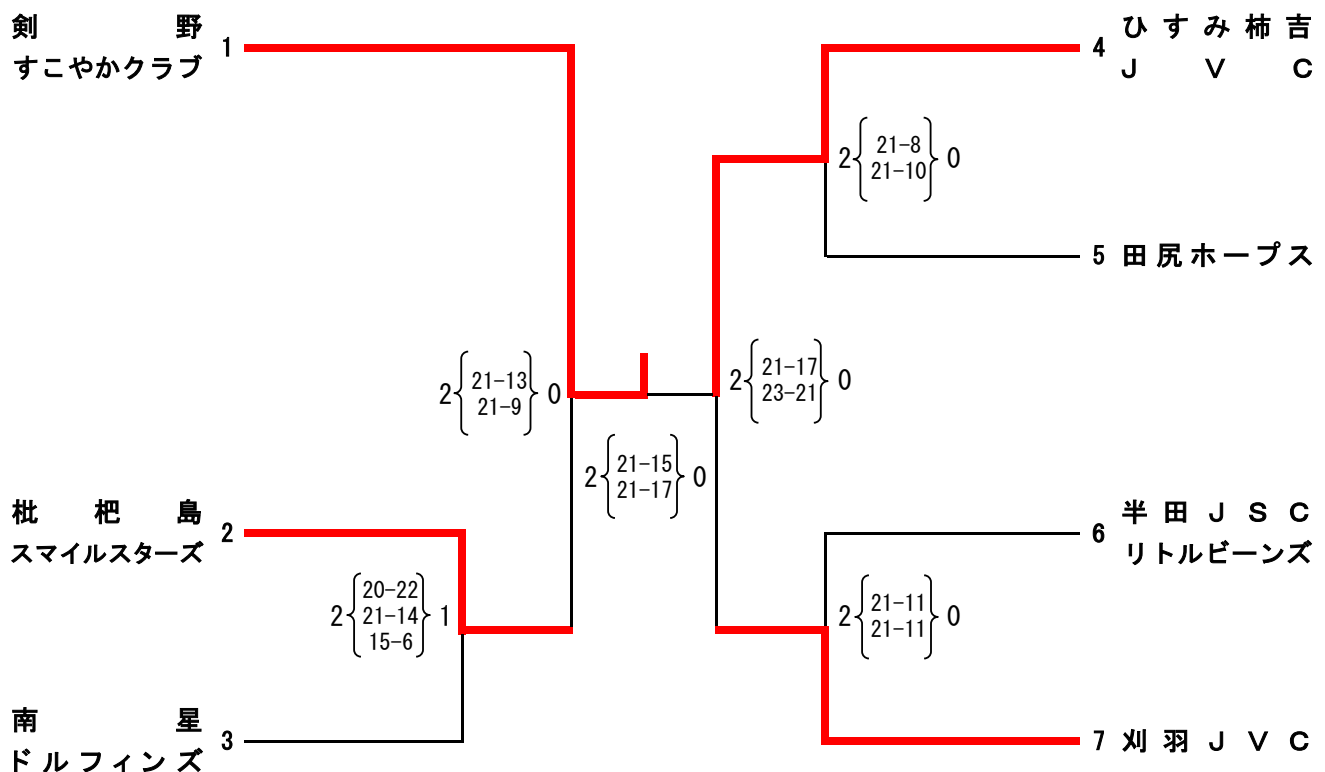 剣野
すこやかクラブ
1
枇杷島
スマイルスターズ
2
南星
ドルフィンズ
3
2 20-22 1
21-14
15-6
2 21-13 0
21-9
2 21-15 0
21-17
4 ひすみ柿吉
ＪＶＣ
2 21-8 0
21-10
5 田尻ホープス
2 21-17 0
23-21
6 半田ＪＳＣ
リトルビーンズ
2 21-11 0
21-11
7 刈羽ＪＶＣ